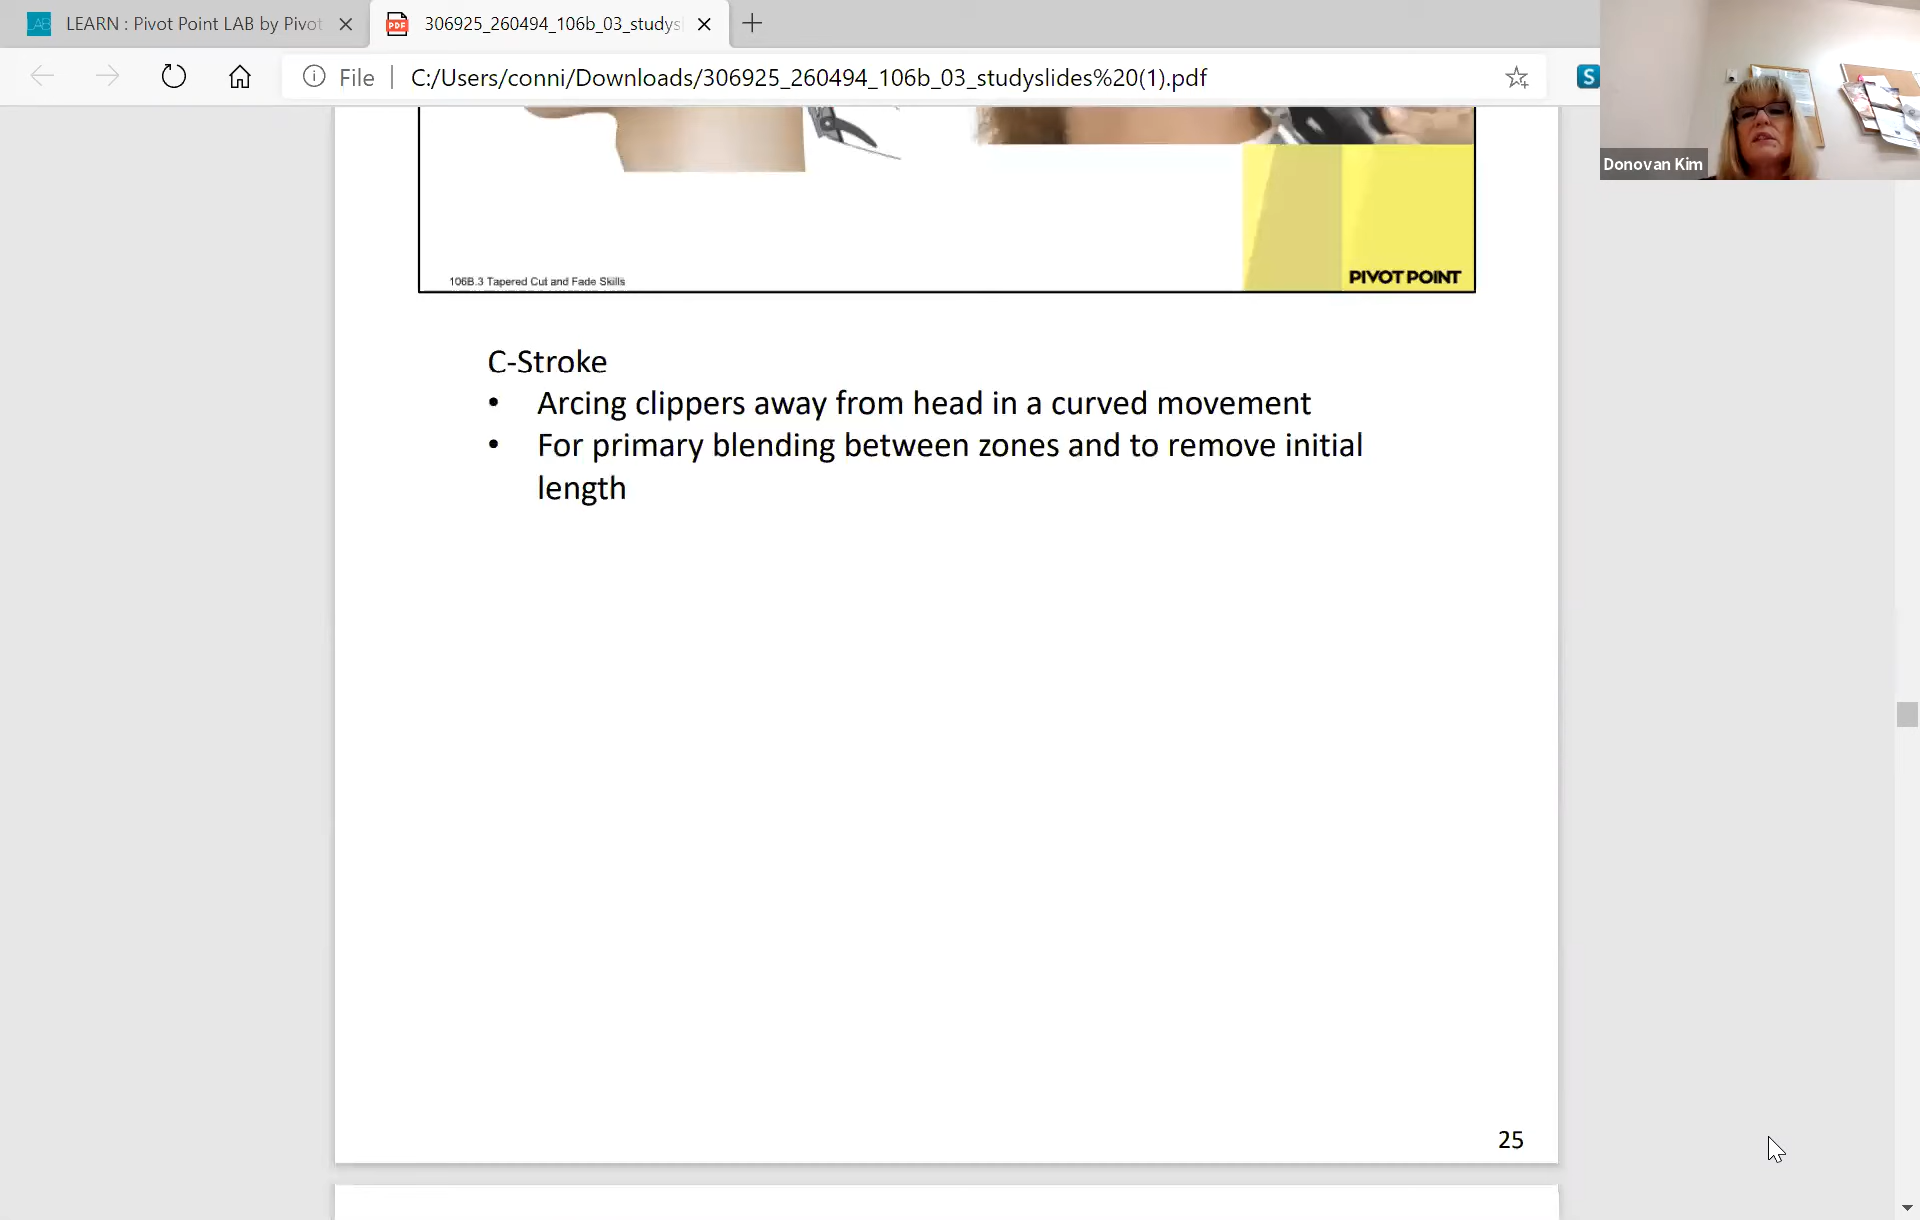 LEARN : Pivot Point LAB by Pivot
306925_260494_106b_03_studys
File
C:/Users/conni/Downloads/306925_260494_106b_03_studyslides%20(1).pdf
S
Donovan Kim
106B.3 Tapered Cut and Fade Skills
PIVOT POINT
C-Stroke
• Arcing clippers away from head in a curved movement
• For primary blending between zones and to remove initial
length
25